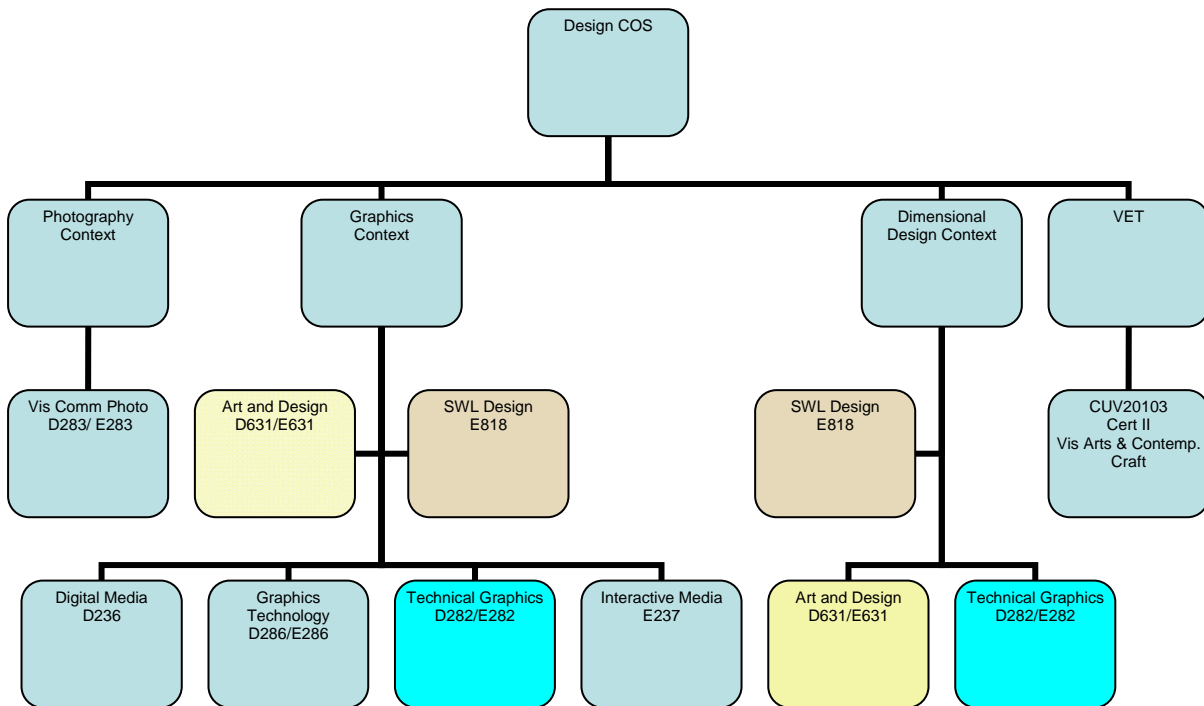 Design COS
Photography
Context
Graphics
Context
Dimensional
Design Context
VET
Vis Comm Photo
D283/ E283
Art and Design
D631/E631
SWL Design
E818
SWL Design
E818
CUV20103
Cert II
Vis Arts & Contemp.
Craft
Digital Media
D236
Graphics
Technology
D286/E286
Technical Graphics
D282/E282
Interactive Media
E237
Art and Design
D631/E631
Technical Graphics
D282/E282